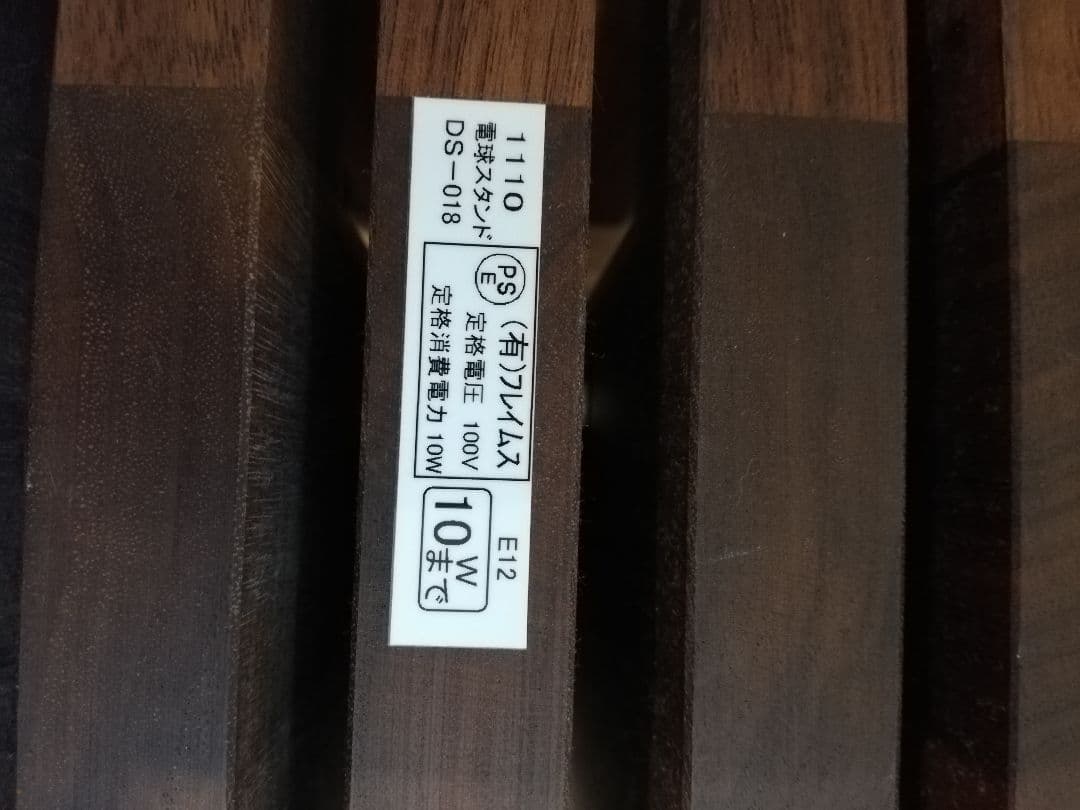 1110
電球スタンド
DS-018
PSE
(有)フレイムス
定格電圧 100V
定格消費電力 10W
E12
10W
まで